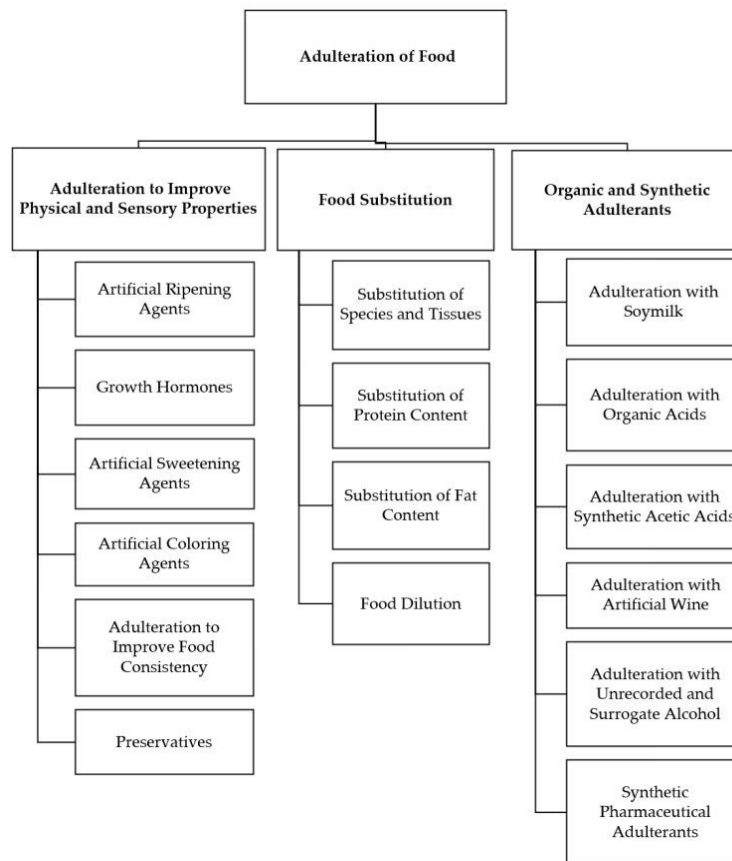 Adulteration of Food
Adulteration to Improve
Physical and Sensory Properties
Artificial Ripening
Agents
Growth Hormones
Artificial Sweetening
Agents
Artificial Coloring
Agents
Adulteration to
Improve Food
Consistency
Preservatives
Food Substitution
Substitution of
Species and Tissues
Substitution of
Protein Content
Substitution of Fat
Content
Food Dilution
Organic and Synthetic
Adulterants
Adulteration with
Soymilk
Adulteration with
Organic Acids
Adulteration with
Synthetic Acetic Acids
Adulteration with
Artificial Wine
Adulteration with
Unrecorded and
Surrogate Alcohol
Synthetic
Pharmaceutical
Adulterants